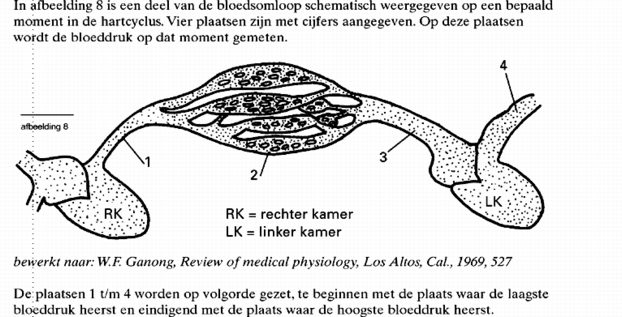 In afbeelding 8 is een deel van de bloedsomloop schematisch weergegeven op een bepaald
moment in de hartcyclus. Vier plaatsen zijn met cijfers aangegeven. Op deze plaatsen
wordt de bloeddruk op dat moment gemeten.
4
afbeelding 8
1
2
3
RK
LK
RK = rechter kamer
LK = linker kamer
bewerkt naar: W.F. Ganong, Review of medical physiology, Los Altos, Cal., 1969, 527
De plaatsen 1 t/m 4 worden op volgorde gezet, te beginnen met de plaats waar de laagste
bloeddruk heerst en eindigend met de plaats waar de hoogste bloeddruk heerst.